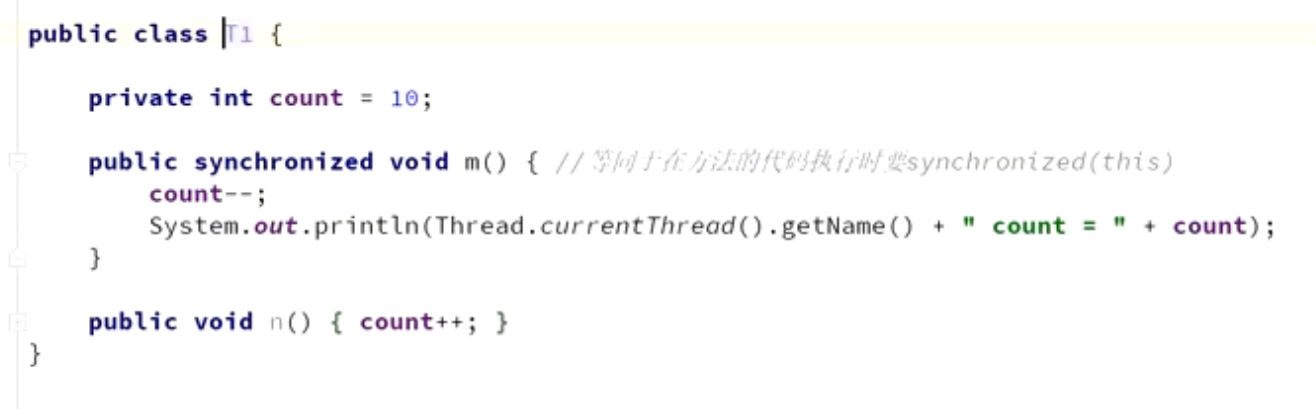 public class T1 {
private int count = 10;
public synchronized void m() { //等同于在方法的代码执行时要synchronized(this)
count--;
System.out.println(Thread.currentThread().getName() + " count = " + count);
}
public void n() { count++; }
}